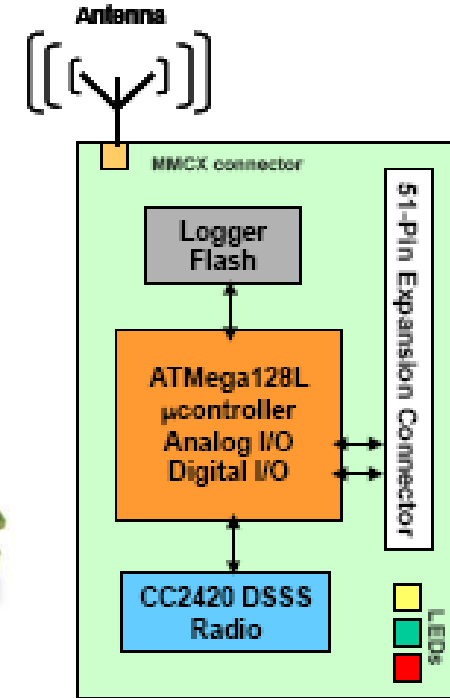 Antenna
MMCX connector
51-Pin Expansion Connector
Logger
Flash
ATMega128L
µcontroller
Analog I/O
Digital I/O
CC2420 DSSS
Radio
LEDs